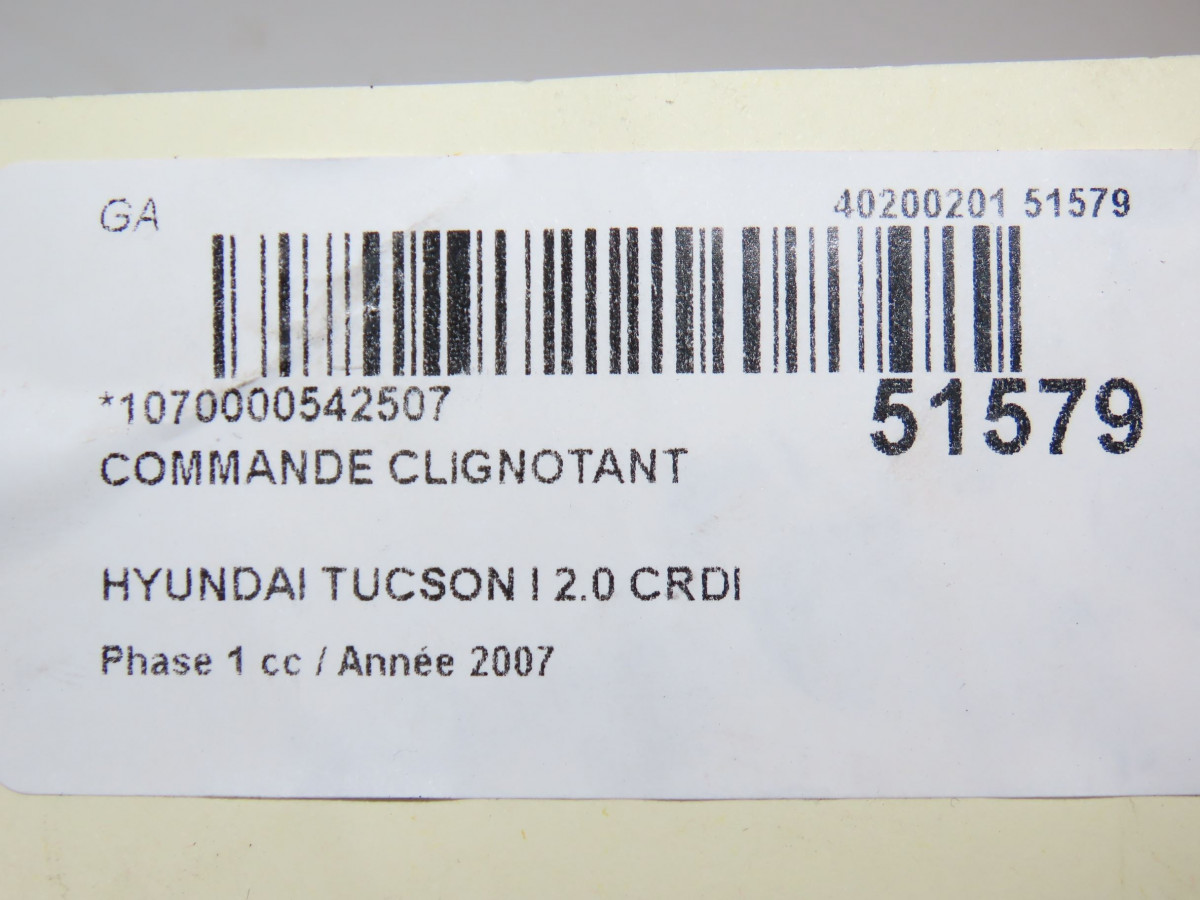 GA
40200201 51579
*1070000542507
51579
COMMANDE CLIGNOTANT
HYUNDAI TUCSON I 2.0 CRDI
Phase 1 cc / Année 2007